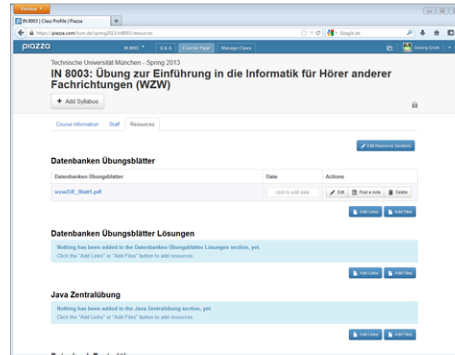 Firefox
IN 8003 | Class Profile | Piazza
https://piazza.com/tum.de/spring2013/in8003/resources
Google.de
piazza
IN 8003
Q & A
Course Page
Manage Class
Georg Groh
Technische Universität München - Spring 2013
IN 8003: Übung zur Einführung in die Informatik für Hörer anderer
Fachrichtungen (WZW)
+ Add Syllabus
Course Information
Staff
Resources
Edit Resource Sections
Datenbanken Übungsblätter
Datenbanken Übungsblätter
Date
Actions
click to edit date
Edit
Post a note
Delete
Add Links
Add Files
Datenbanken Übungsblätter Lösungen
Nothing has been added to the Datenbanken Übungsblätter Lösungen section, yet.
Click the "Add Links" or "Add Files" button to add resources.
Add Links
Add Files
Java Zentralübung
Nothing has been added to the Java Zentralübung section, yet.
Click the "Add Links" or "Add Files" button to add resources.
Add Links
Add Files